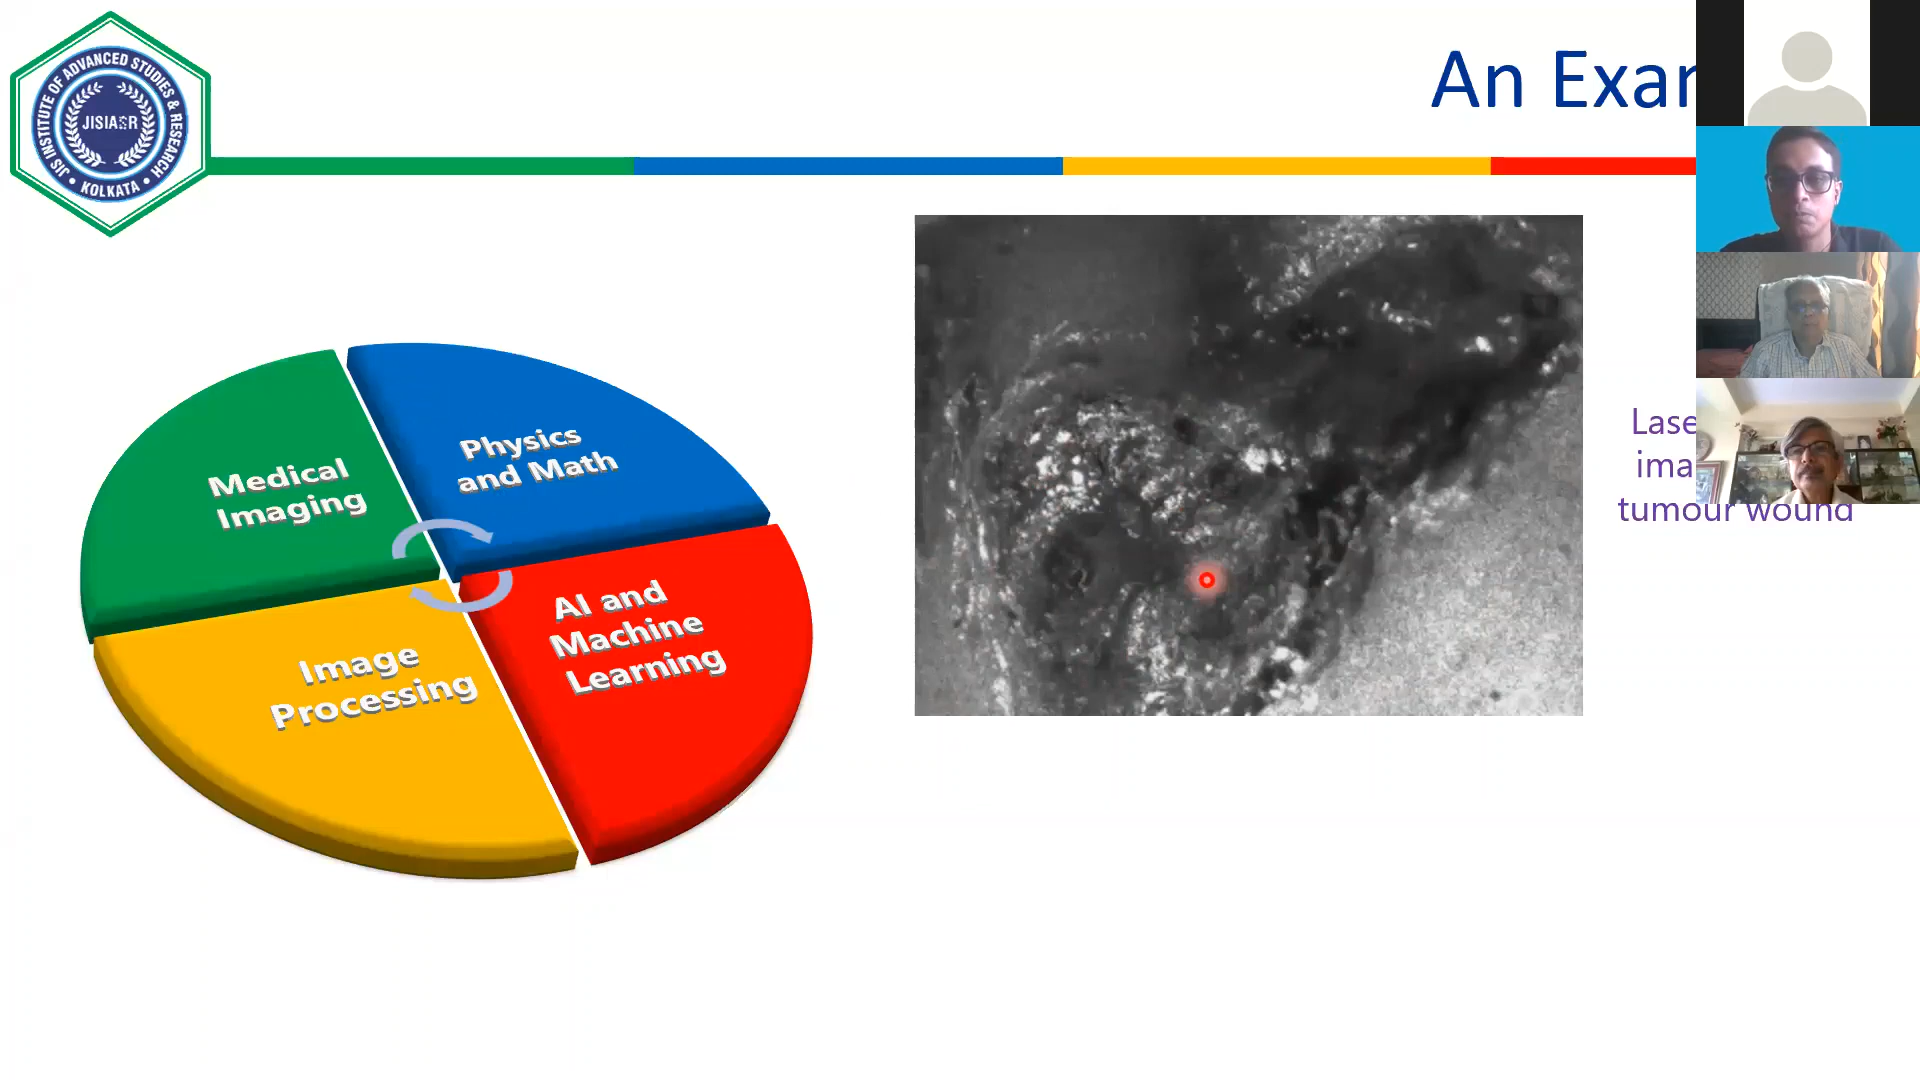 JIS INSTITUTE OF ADVANCED STUDIES & RESEARCH
JISIASR
• KOLKATA •
An Exar
Medical
Imaging
Physics
and Math
Image
Processing
AI and
Machine
Learning
Lase
ima
tumour wound